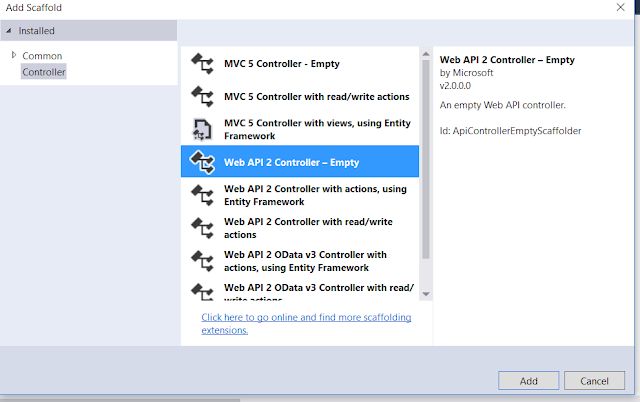 Add Scaffold
Installed
Common
Controller
MVC 5 Controller - Empty
MVC 5 Controller with read/write actions
MVC 5 Controller with views, using Entity
Framework
Web API 2 Controller – Empty
Web API 2 Controller with actions, using
Entity Framework
Web API 2 Controller with read/write
actions
Web API 2 OData v3 Controller with
actions, using Entity Framework
Web API 2 OData v3 Controller with read/
write actions
Click here to go online and find more scaffolding
extensions.
Web API 2 Controller – Empty
by Microsoft
v2.0.0.0
An empty Web API controller.
Id: ApiControllerEmptyScaffolder
Add
Cancel